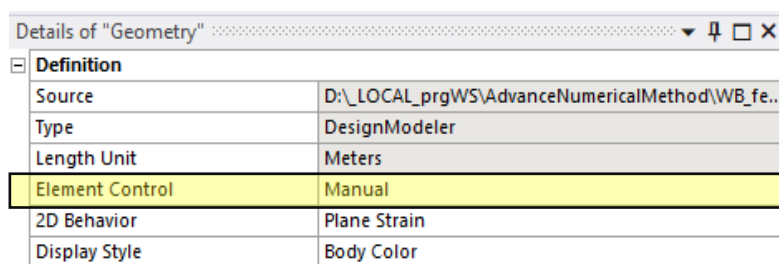 Details of "Geometry"
Definition
Source D:\_LOCAL_prgWS\AdvanceNumericalMethod\WB_fe..
Type DesignModeler
Length Unit Meters
Element Control Manual
2D Behavior Plane Strain
Display Style Body Color